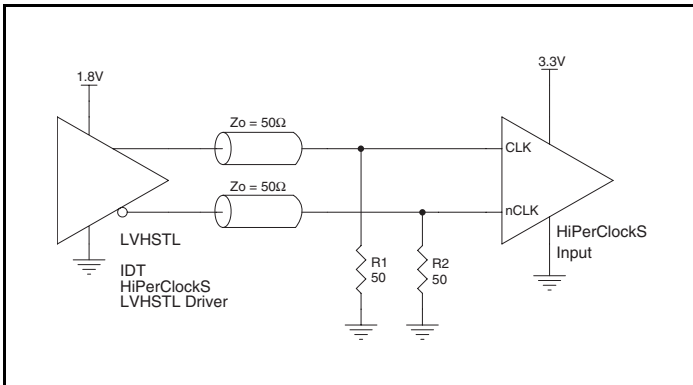 1.8V
3.3V
Zo = 50Ω
CLK
Zo = 50Ω
nCLK
LVHSTL
HiPerClockS
Input
IDT
HiPerClockS
LVHSTL Driver
R1
50
R2
50